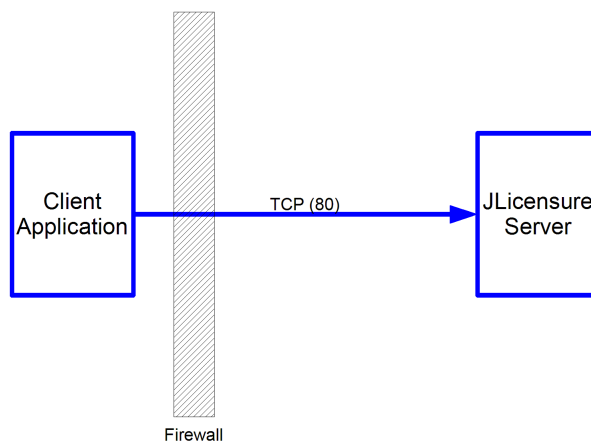 Client
Application
TCP (80)
JLicensure
Server
Firewall